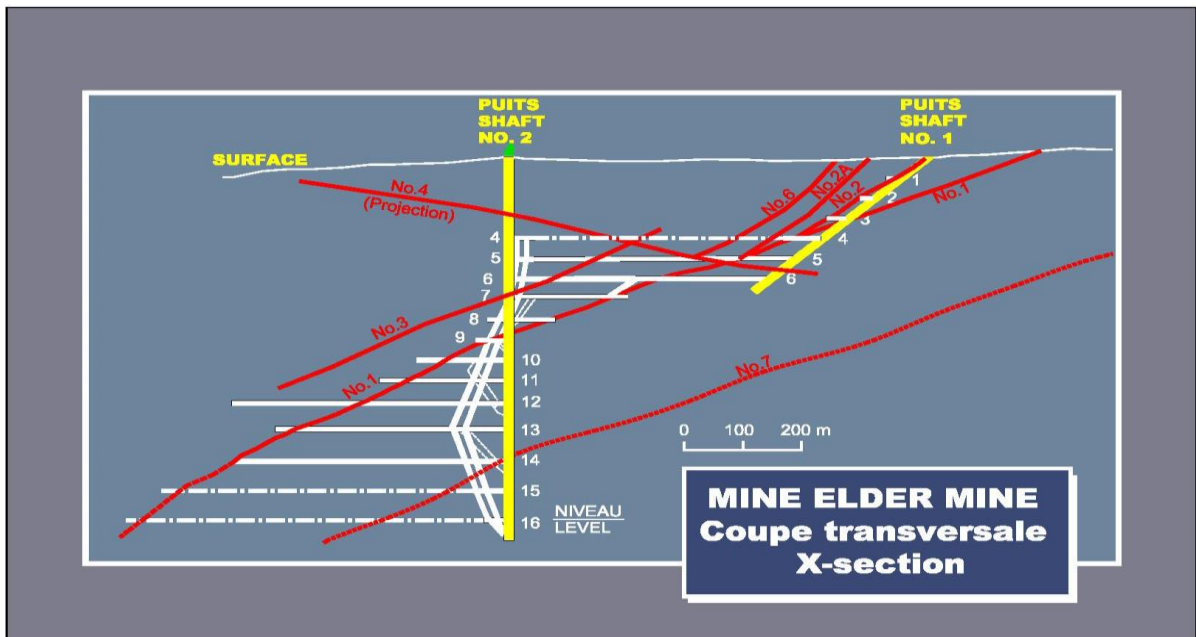 PUITS
SHAFT
NO. 2
PUITS
SHAFT
NO. 1
SURFACE
No.4
(Projection)
No.6
No.2A
No.2
No.1
1
2
3
4
5
6
4
5
6
7
8
9
10
11
12
13
14
15
16
No.3
No.1
No.7
NIVEAU
LEVEL
0 100 200 m
MINE ELDER MINE
Coupe transversale
X-section